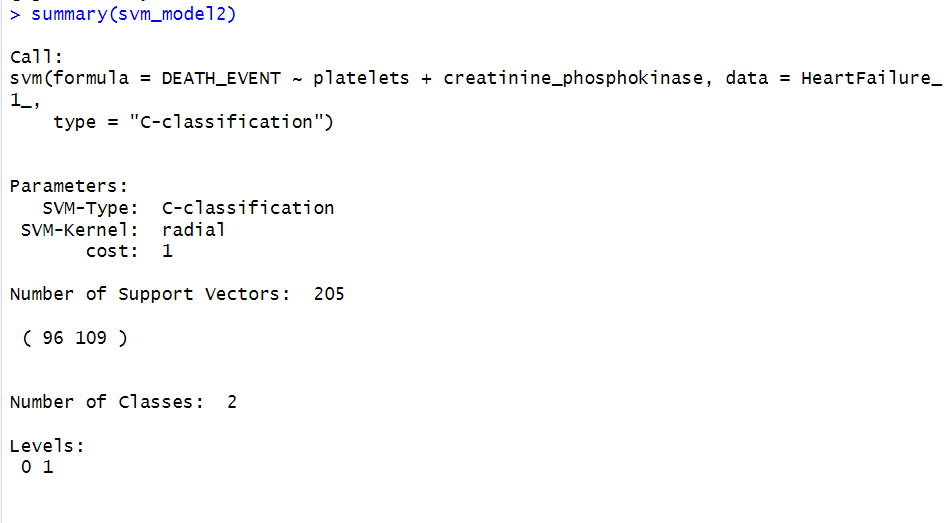 > summary(svm_model2)
Call:
svm(formula = DEATH_EVENT ~ platelets + creatinine_phosphokinase, data = HeartFailure_
1_,
    type = "C-classification")
Parameters:
   SVM-Type:  C-classification
 SVM-Kernel:  radial
       cost:  1
Number of Support Vectors:  205
 ( 96 109 )
Number of Classes:  2
Levels:
 0 1